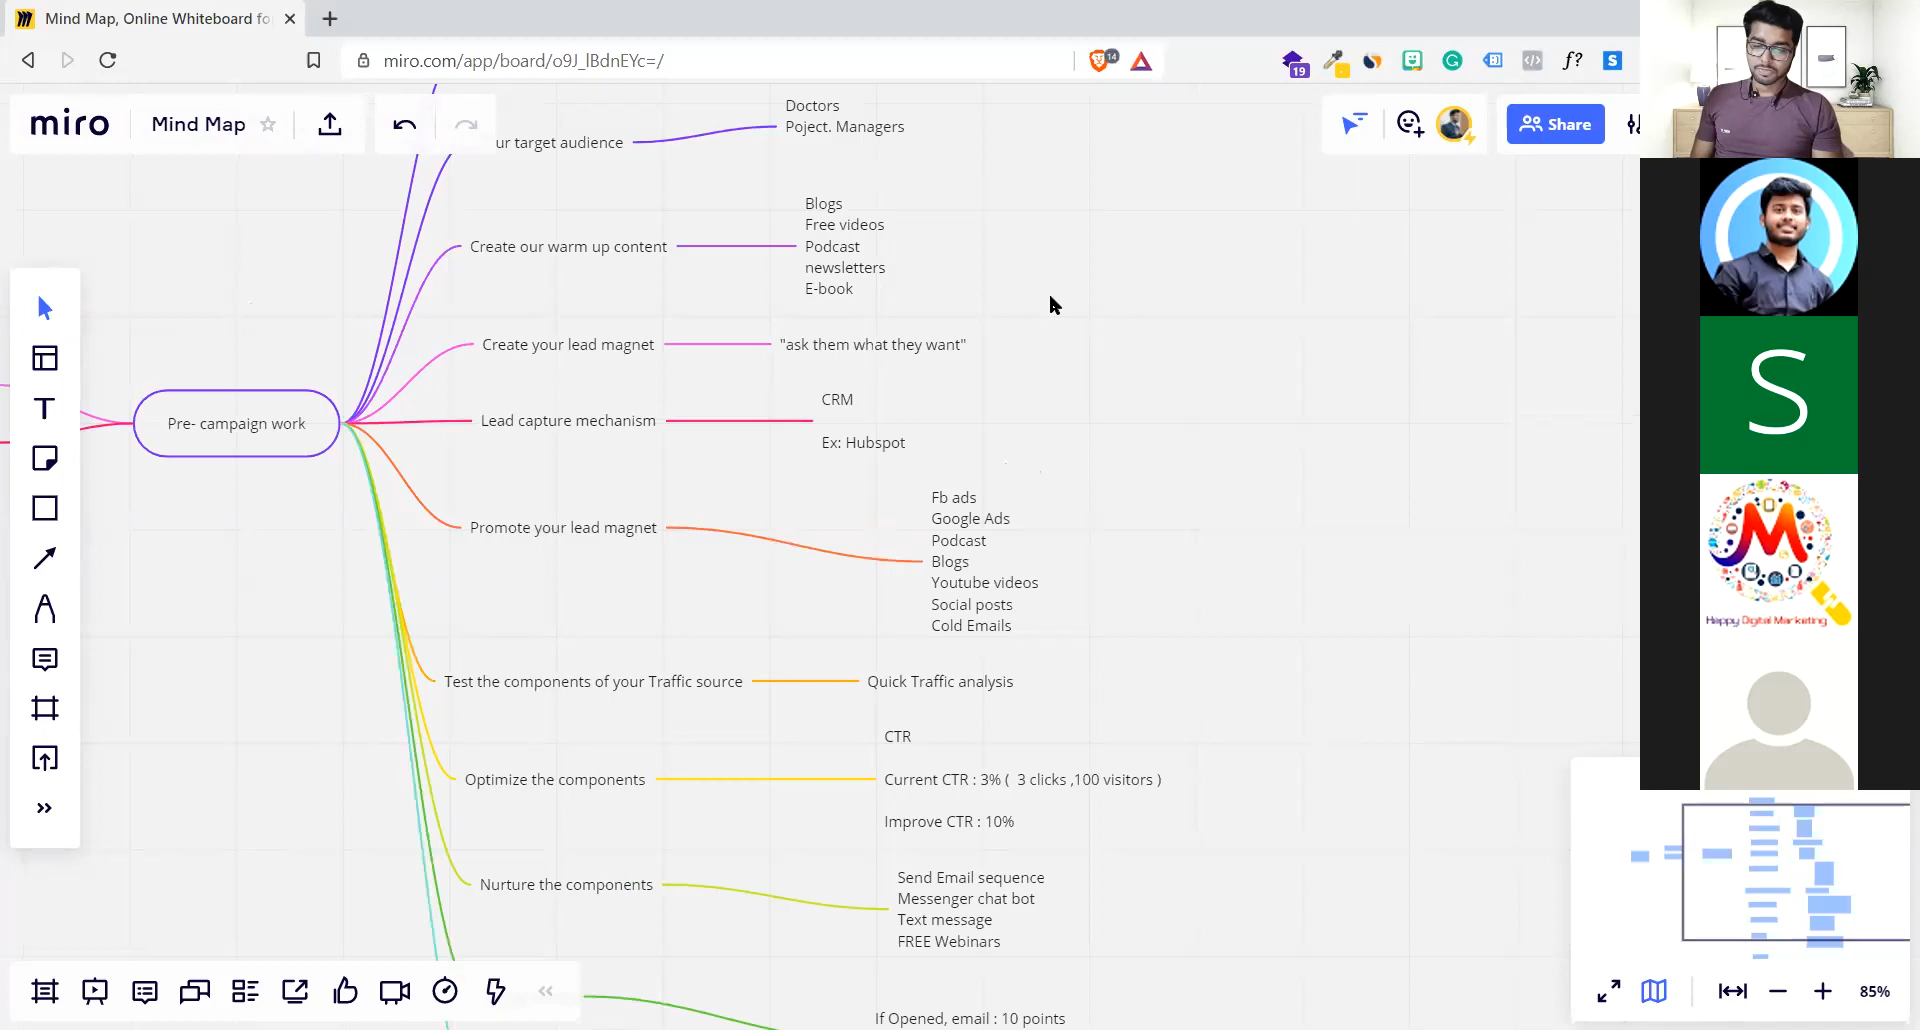 Mind Map, Online Whiteboard fo
miro.com/app/board/o9J_lBdnEYc=/
14
19
f?
S
miro
Mind Map
Share
ur target audience
Doctors
Poject. Managers
Create our warm up content
Blogs
Free videos
Podcast
newsletters
E-book
Create your lead magnet
"ask them what they want"
Pre- campaign work
Lead capture mechanism
CRM
Ex: Hubspot
Promote your lead magnet
Fb ads
Google Ads
Podcast
Blogs
Youtube videos
Social posts
Cold Emails
Test the components of your Traffic source
Quick Traffic analysis
Optimize the components
CTR
Current CTR : 3% ( 3 clicks ,100 visitors )
Improve CTR : 10%
Nurture the components
Send Email sequence
Messenger chat bot
Text message
FREE Webinars
If Opened, email : 10 points
S
M
Happy Digital Marketing
85%